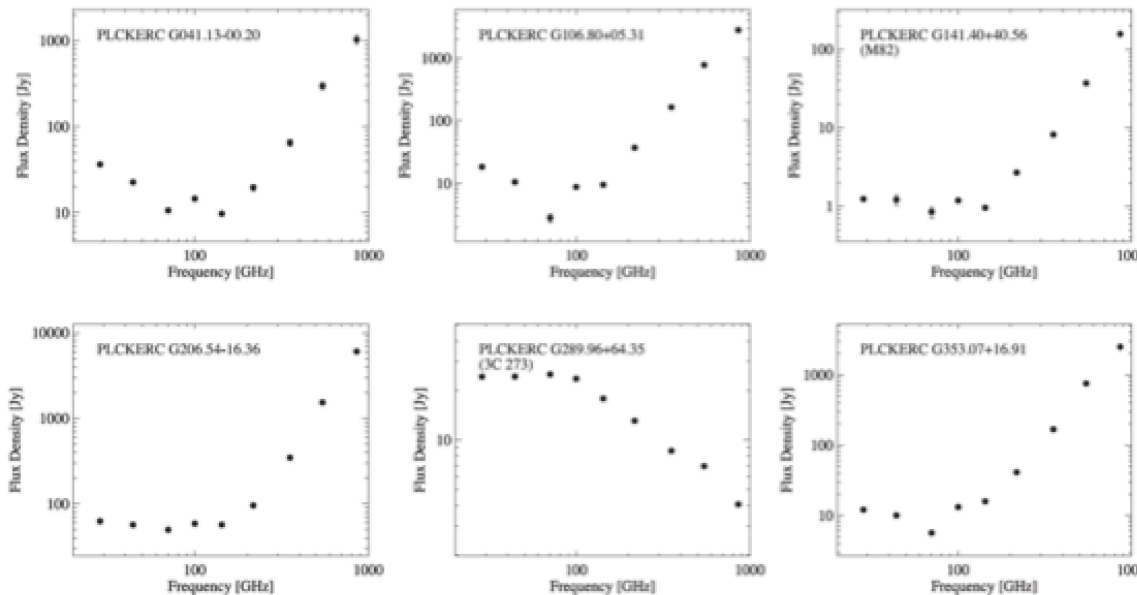 PLCKERC G041.13-00.20
1000
100
10
Flux Density [Jy]
100
1000
Frequency [GHz]
PLCKERC G106.80+05.31
1000
100
10
Flux Density [Jy]
100
1000
Frequency [GHz]
PLCKERC G141.40+40.56
(M82)
100
10
1
Flux Density [Jy]
100
100
Frequency [GHz]
PLCKERC G206.54-16.36
10000
1000
100
Flux Density [Jy]
100
1000
Frequency [GHz]
PLCKERC G289.96+64.35
(3C 273)
10
Flux Density [Jy]
100
1000
Frequency [GHz]
PLCKERC G353.07+16.91
1000
100
10
Flux Density [Jy]
100
100
Frequency [GHz]